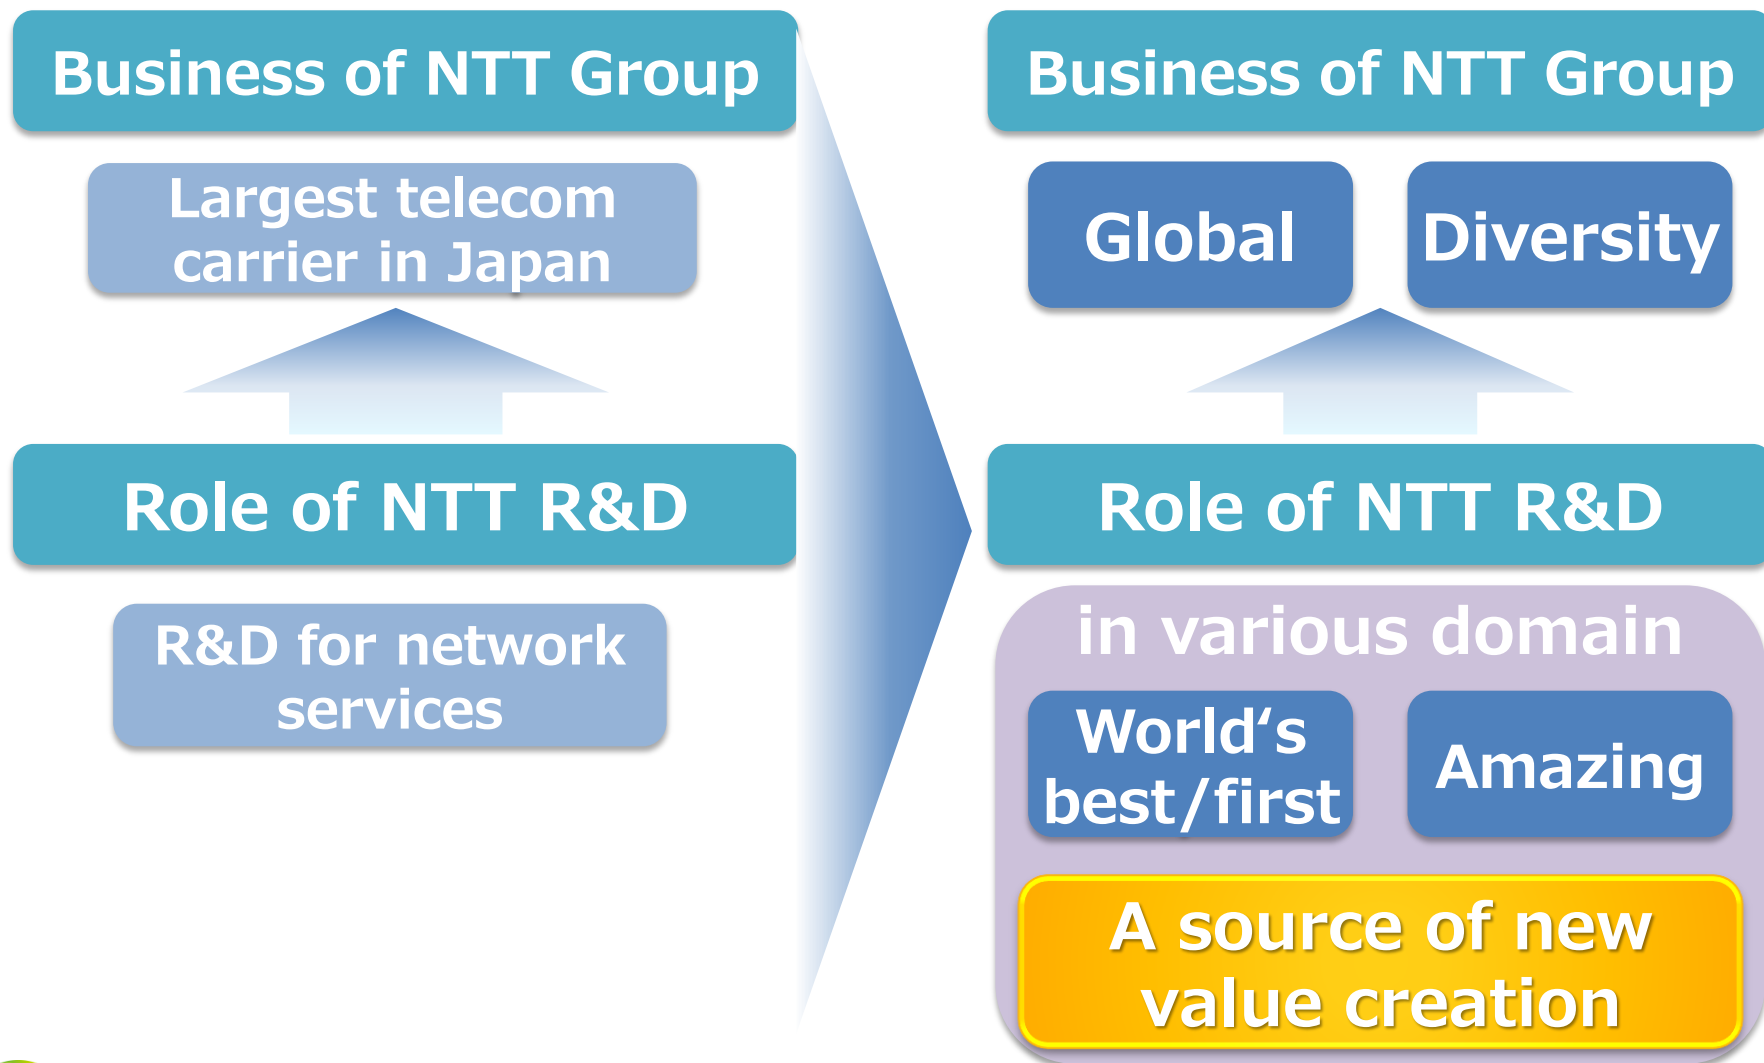 Business of NTT Group
Largest telecom
carrier in Japan
Role of NTT R&D
R&D for network
services
Business of NTT Group
Global
Diversity
Role of NTT R&D
in various domain
World‘s
best/first
Amazing
A source of new
value creation